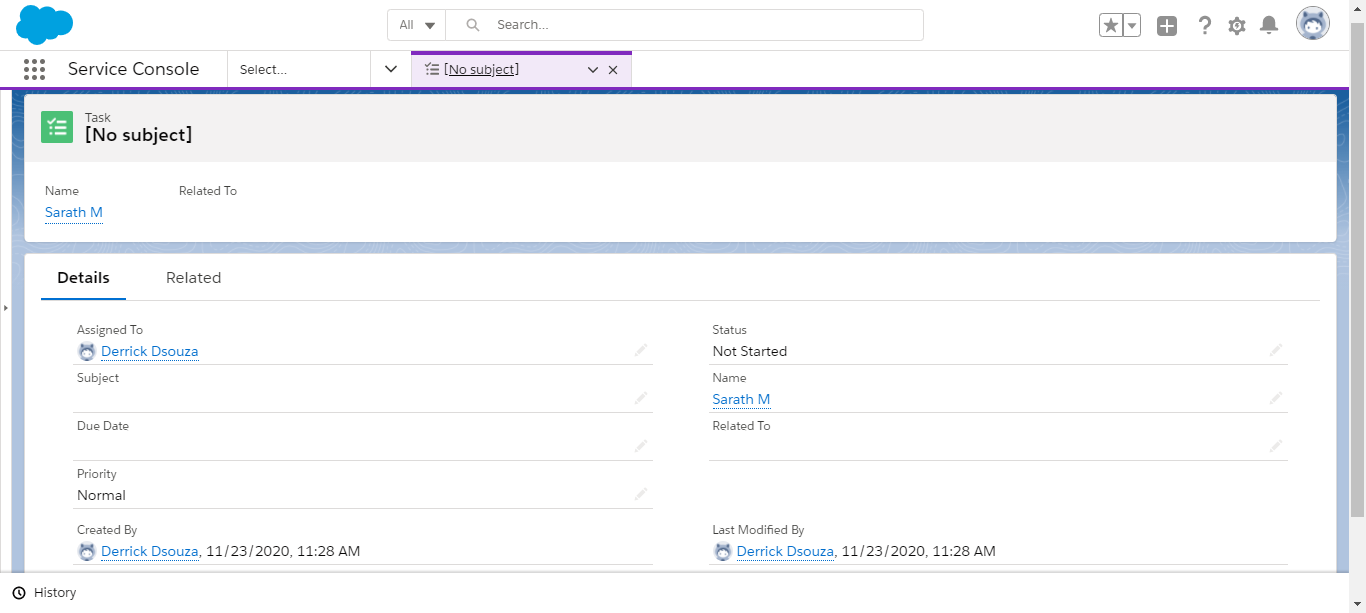 All Search...
Service Console Select... [No subject]
Task
[No subject]
Name Related To
Sarath M
Details Related
Assigned To Status
Derrick Dsouza Not Started
Subject Name
Sarath M
Due Date Related To
Priority
Normal
Created By Last Modified By
Derrick Dsouza, 11/23/2020, 11:28 AM Derrick Dsouza, 11/23/2020, 11:28 AM
History